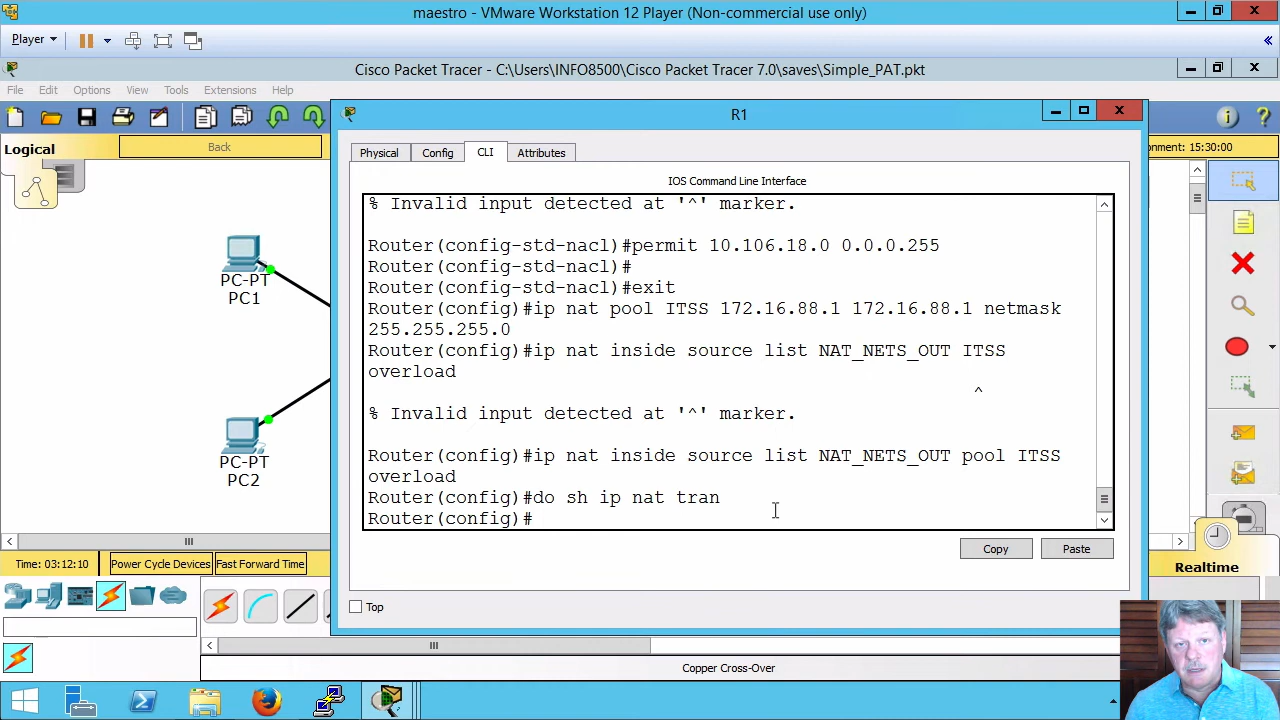 maestro - VMware Workstation 12 Player (Non-commercial use only)
Player
Cisco Packet Tracer - C:\Users\INFO8500\Cisco Packet Tracer 7.0\saves\Simple_PAT.pkt
File Edit Options View Tools Extensions Help
R1
Logical
Back
onment: 15:30:00
Physical Config CLI Attributes
IOS Command Line Interface
% Invalid input detected at '^' marker.
Router(config-std-nacl)#permit 10.106.18.0 0.0.0.255
Router(config-std-nacl)#
Router(config-std-nacl)#exit
Router(config)#ip nat pool ITSS 172.16.88.1 172.16.88.1 netmask
255.255.255.0
Router(config)#ip nat inside source list NAT_NETS_OUT ITSS
overload
^
% Invalid input detected at '^' marker.
Router(config)#ip nat inside source list NAT_NETS_OUT pool ITSS
overload
Router(config)#do sh ip nat tran
Router(config)#
PC-PT
PC1
PC-PT
PC2
Copy Paste
Top
Time: 03:12:10 Power Cycle Devices Fast Forward Time
Realtime
Copper Cross-Over